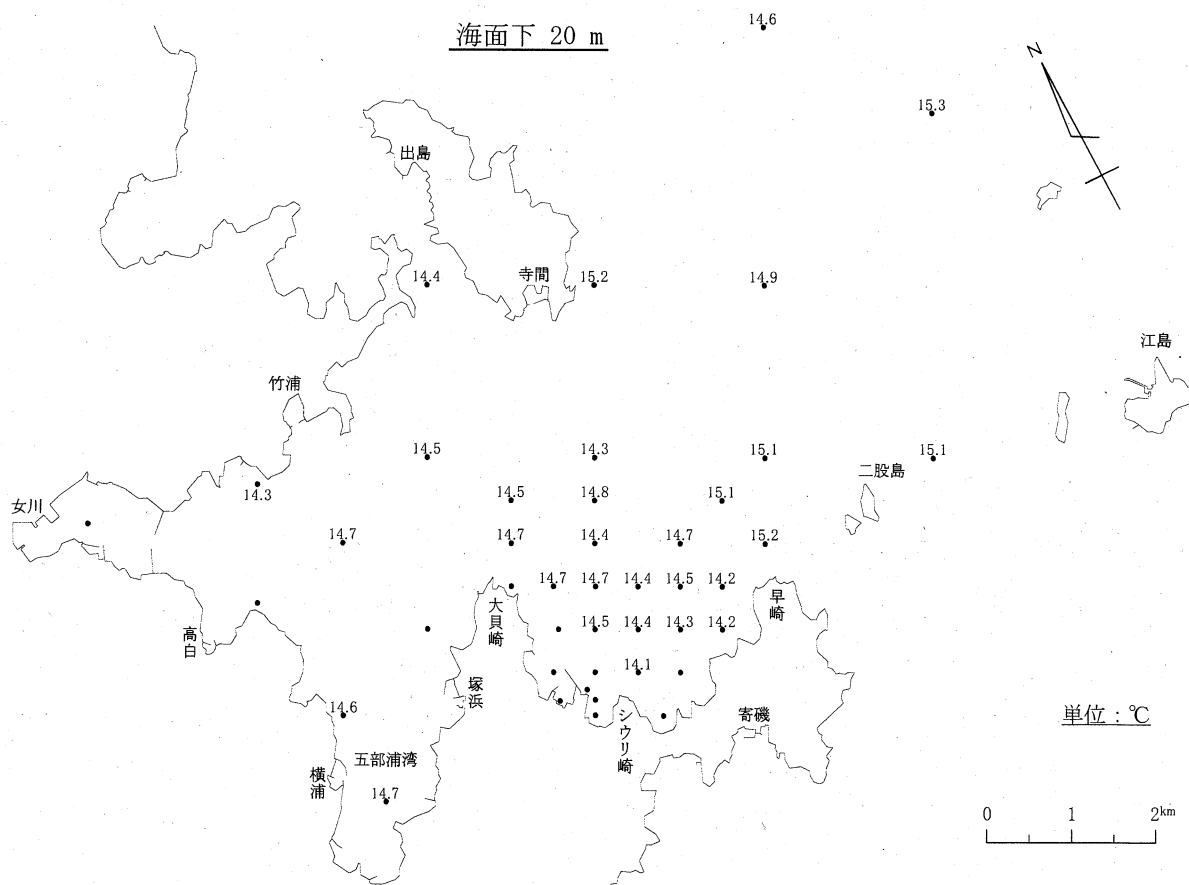 海面下 20 m
14.6
N
15.3
出島
14.4
寺間
15.2
14.9
江島
竹浦
14.5
14.3
15.1
15.1
二股島
14.3
14.5
14.8
15.1
女川
14.7
14.7
14.4
14.7
15.2
14.7
14.7
14.4
14.5
14.2
大貝崎
早崎
高白
14.5
14.4
14.3
14.2
塚浜
14.1
14.6
シウリ崎
寄磯
単位：℃
五部浦湾
横浦
14.7
0 1 2km